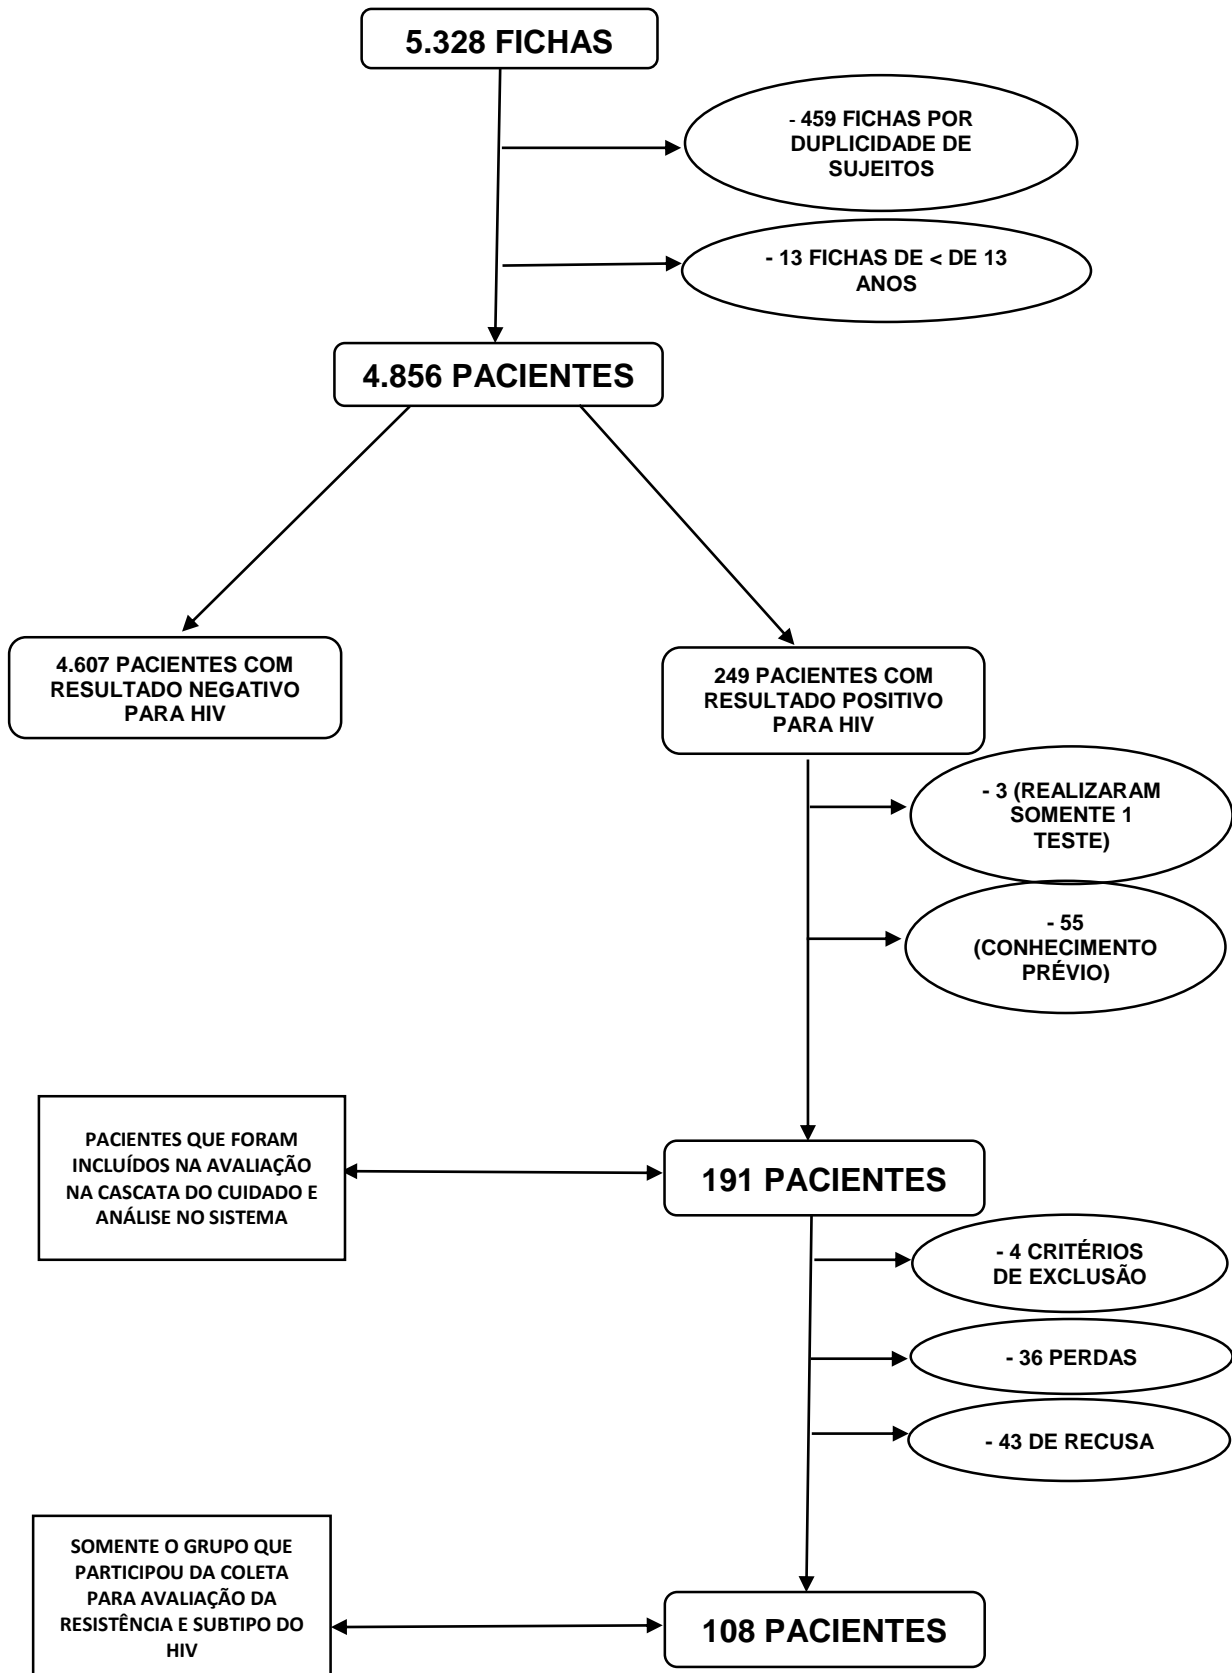 5.328 FICHAS
- 459 FICHAS POR
DUPLICIDADE DE
SUJEITOS
- 13 FICHAS DE < DE 13
ANOS
4.856 PACIENTES
4.607 PACIENTES COM
RESULTADO NEGATIVO
PARA HIV
249 PACIENTES COM
RESULTADO POSITIVO
PARA HIV
- 3 (REALIZARAM
SOMENTE 1
TESTE)
- 55
(CONHECIMENTO
PRÉVIO)
PACIENTES QUE FORAM
INCLUÍDOS NA AVALIAÇÃO
NA CASCATA DO CUIDADO E
ANÁLISE NO SISTEMA
191 PACIENTES
- 4 CRITÉRIOS
DE EXCLUSÃO
- 36 PERDAS
- 43 DE RECUSA
SOMENTE O GRUPO QUE
PARTICIPOU DA COLETA
PARA AVALIAÇÃO DA
RESISTÊNCIA E SUBTIPO DO
HIV
108 PACIENTES